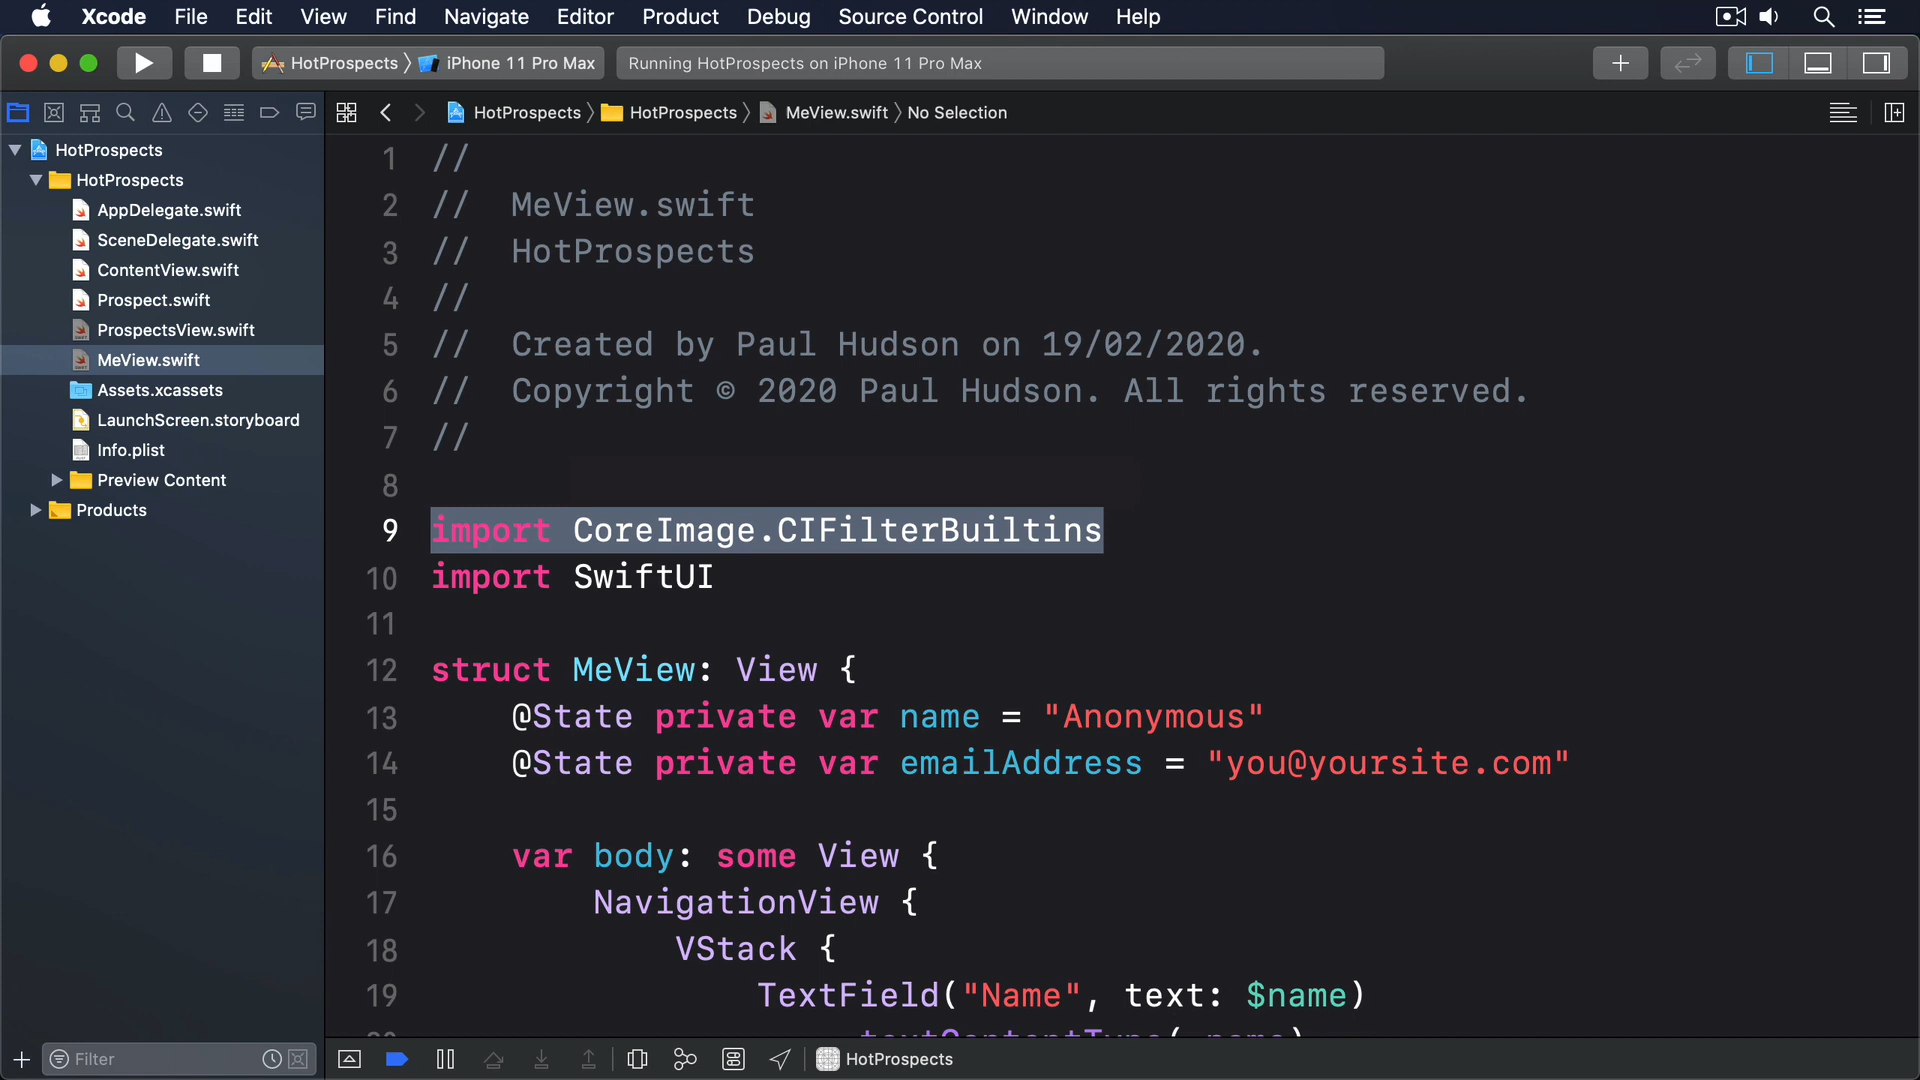 Xcode File Edit View Find Navigate Editor Product Debug Source Control Window Help
HotProspects iPhone 11 Pro Max Running HotProspects on iPhone 11 Pro Max
HotProspects HotProspects MeView.swift No Selection
HotProspects
HotProspects
AppDelegate.swift
SceneDelegate.swift
ContentView.swift
Prospect.swift
ProspectsView.swift
MeView.swift
Assets.xcassets
LaunchScreen.storyboard
Info.plist
Preview Content
Products
1 //
2 // MeView.swift
3 // HotProspects
4 //
5 // Created by Paul Hudson on 19/02/2020.
6 // Copyright © 2020 Paul Hudson. All rights reserved.
7 //
8
9 import CoreImage.CIFilterBuiltins
10 import SwiftUI
11
12 struct MeView: View {
13 @State private var name = "Anonymous"
14 @State private var emailAddress = "you@yoursite.com"
15
16 var body: some View {
17 NavigationView {
18 VStack {
19 TextField("Name", text: $name)
Filter
HotProspects